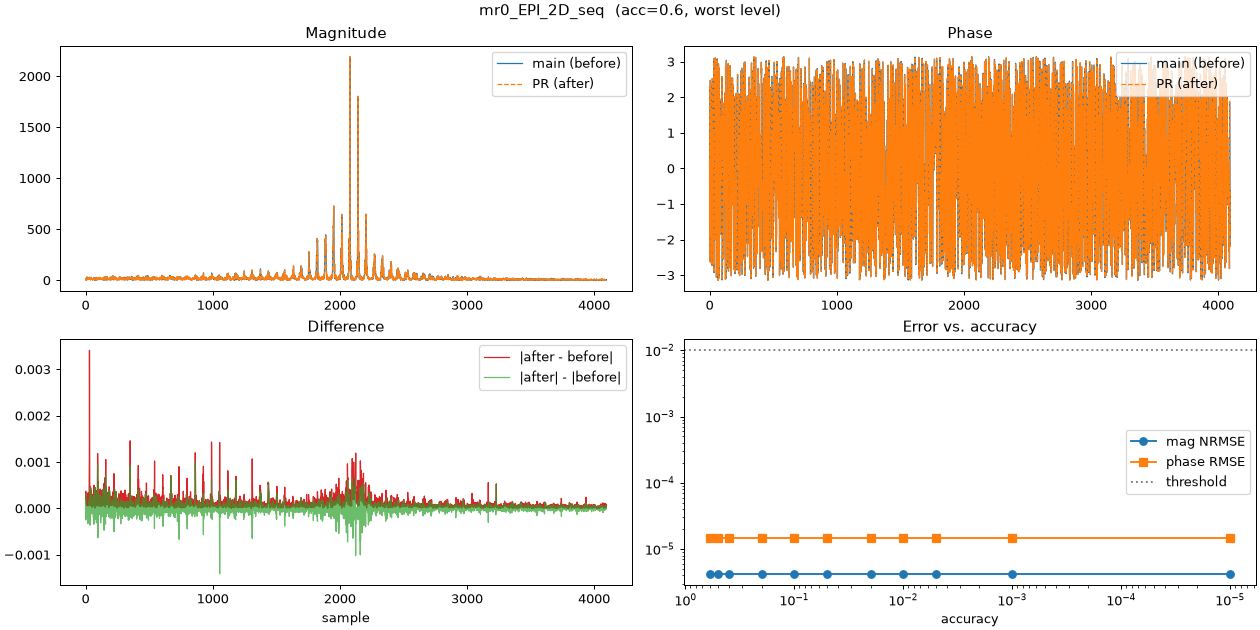 mr0_EPI_2D_seq  (acc=0.6, worst level)
Magnitude
2000
1500
1000
500
0
0 1000 2000 3000 4000
main (before)
PR (after)
Phase
3
2
1
0
−1
−2
−3
0 1000 2000 3000 4000
main (before)
PR (after)
Difference
0.003
0.002
0.001
0.000
−0.001
0 1000 2000 3000 4000
sample
|after - before|
|after| - |before|
Error vs. accuracy
10⁻²
10⁻³
10⁻⁴
10⁻⁵
10⁰ 10⁻¹ 10⁻² 10⁻³ 10⁻⁴ 10⁻⁵
accuracy
mag NRMSE
phase RMSE
threshold